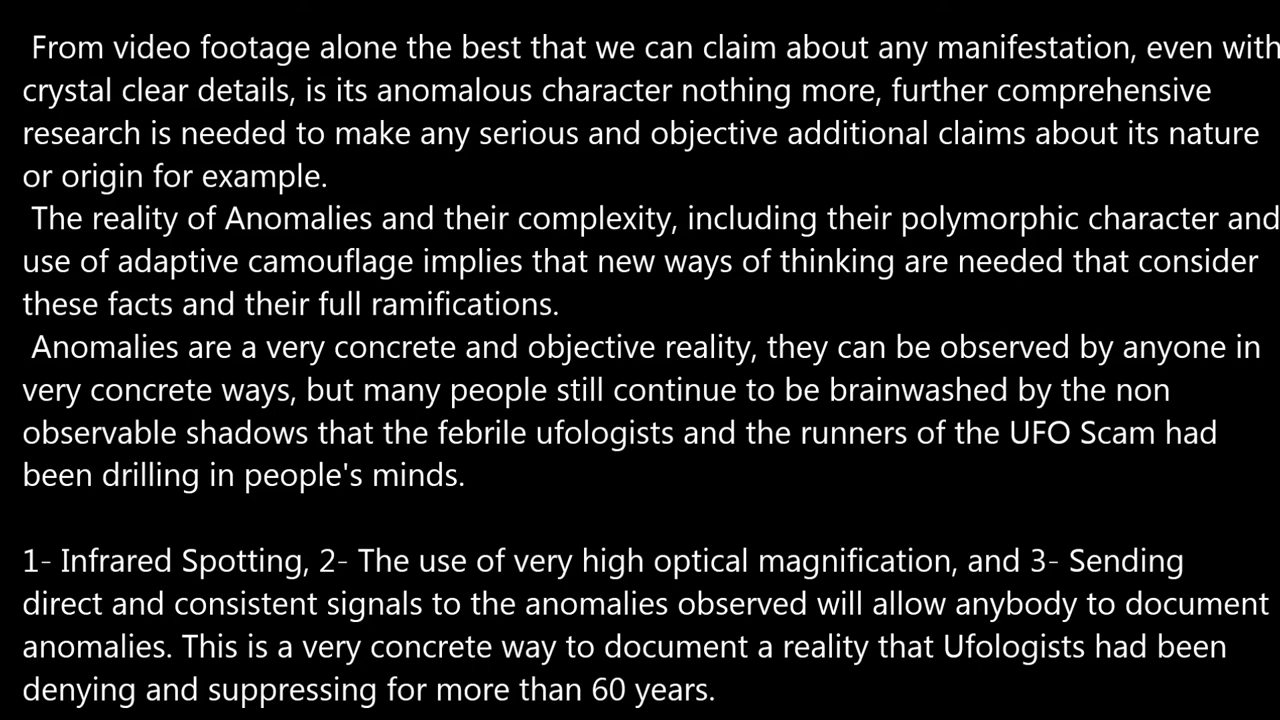 From video footage alone the best that we can claim about any manifestation, even with
crystal clear details, is its anomalous character nothing more, further comprehensive
research is needed to make any serious and objective additional claims about its nature
or origin for example.
The reality of Anomalies and their complexity, including their polymorphic character and
use of adaptive camouflage implies that new ways of thinking are needed that consider
these facts and their full ramifications.
Anomalies are a very concrete and objective reality, they can be observed by anyone in
very concrete ways, but many people still continue to be brainwashed by the non
observable shadows that the febrile ufologists and the runners of the UFO Scam had
been drilling in people's minds.
1- Infrared Spotting, 2- The use of very high optical magnification, and 3- Sending
direct and consistent signals to the anomalies observed will allow anybody to document
anomalies. This is a very concrete way to document a reality that Ufologists had been
denying and suppressing for more than 60 years.